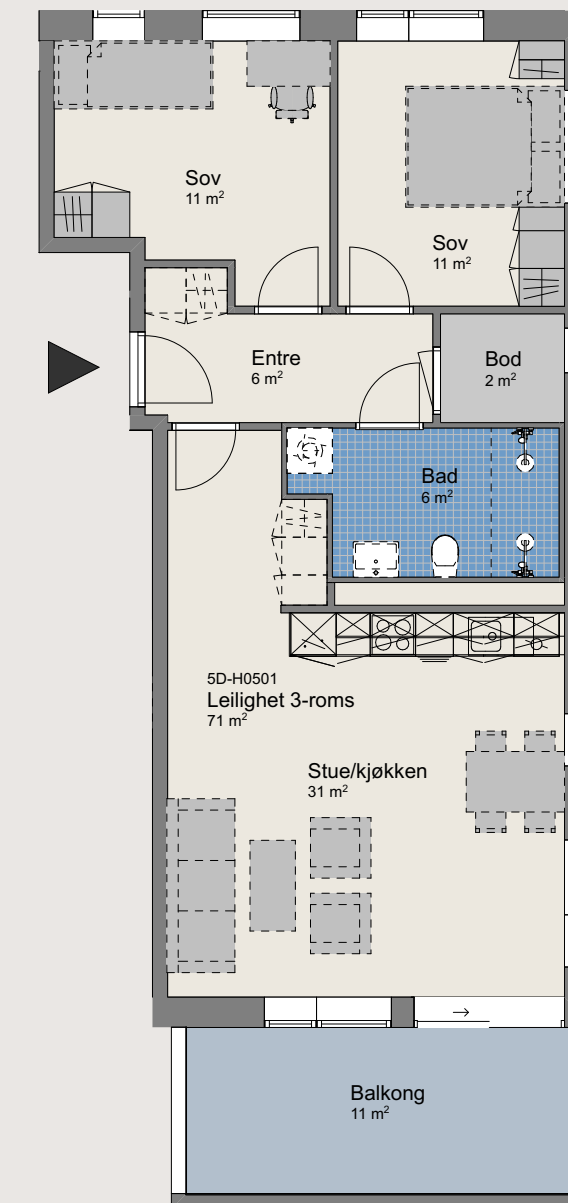 Sov
11 m²
Sov
11 m²
Entre
6 m²
Bod
2 m²
Bad
6 m²
5D-H0501
Leilighet 3-roms
71 m²
Stue/kjøkken
31 m²
Balkong
11 m²